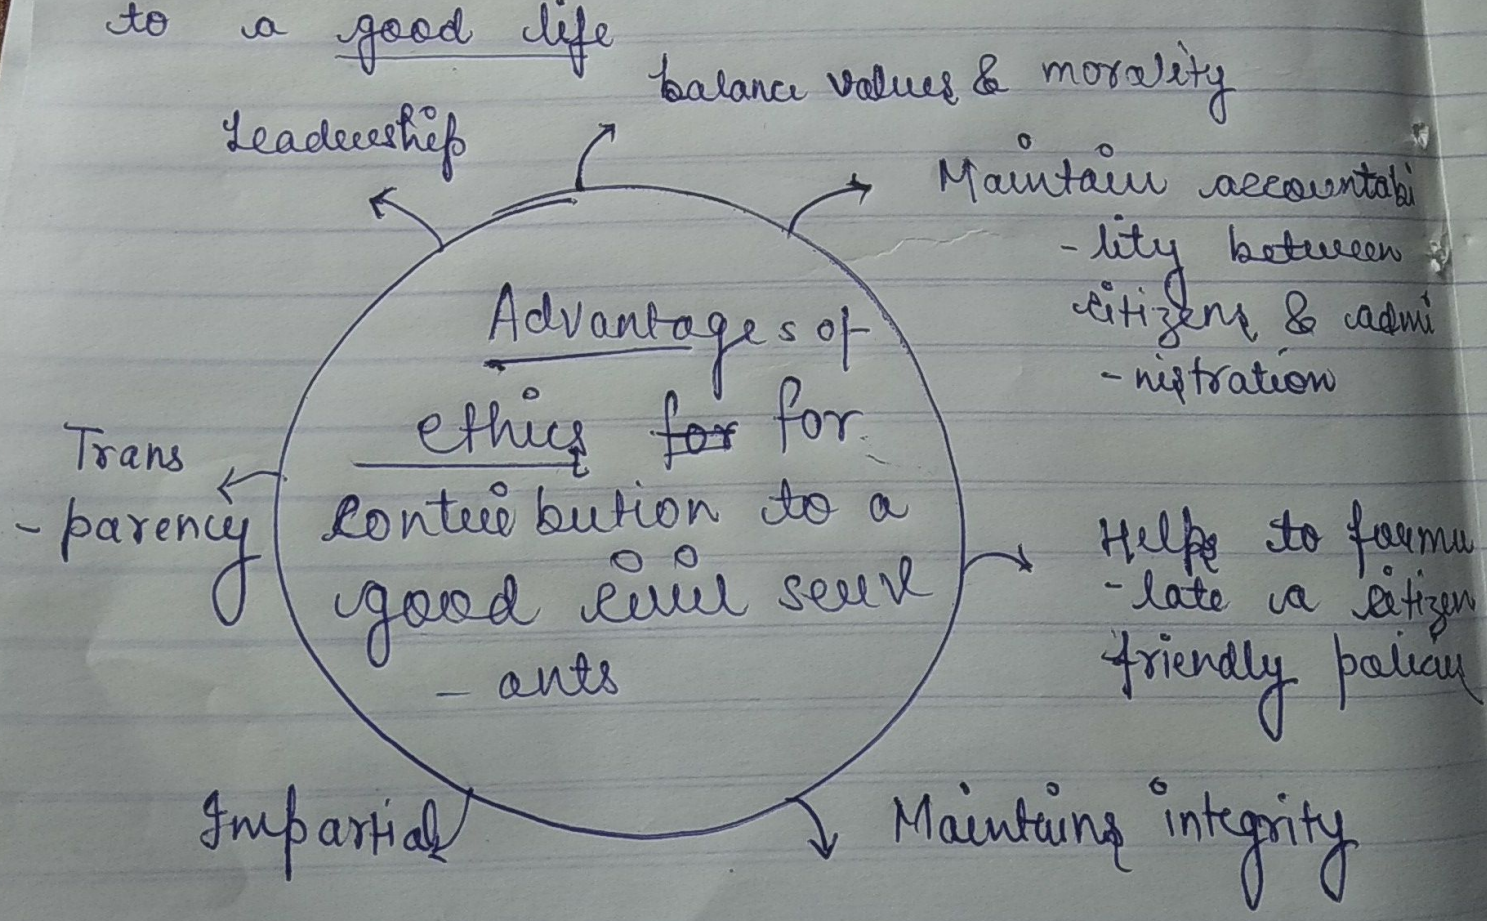 to a good life
balance values & morality
Leadership
Maintain accountabi
-lity between
citizens & admi
-nistration
Advantages of
ethics for for
contribution to a
good civil serv
- ants
Trans
- parency
Helps to formu
-late a citizen
friendly policy
Impartial
Maintains integrity